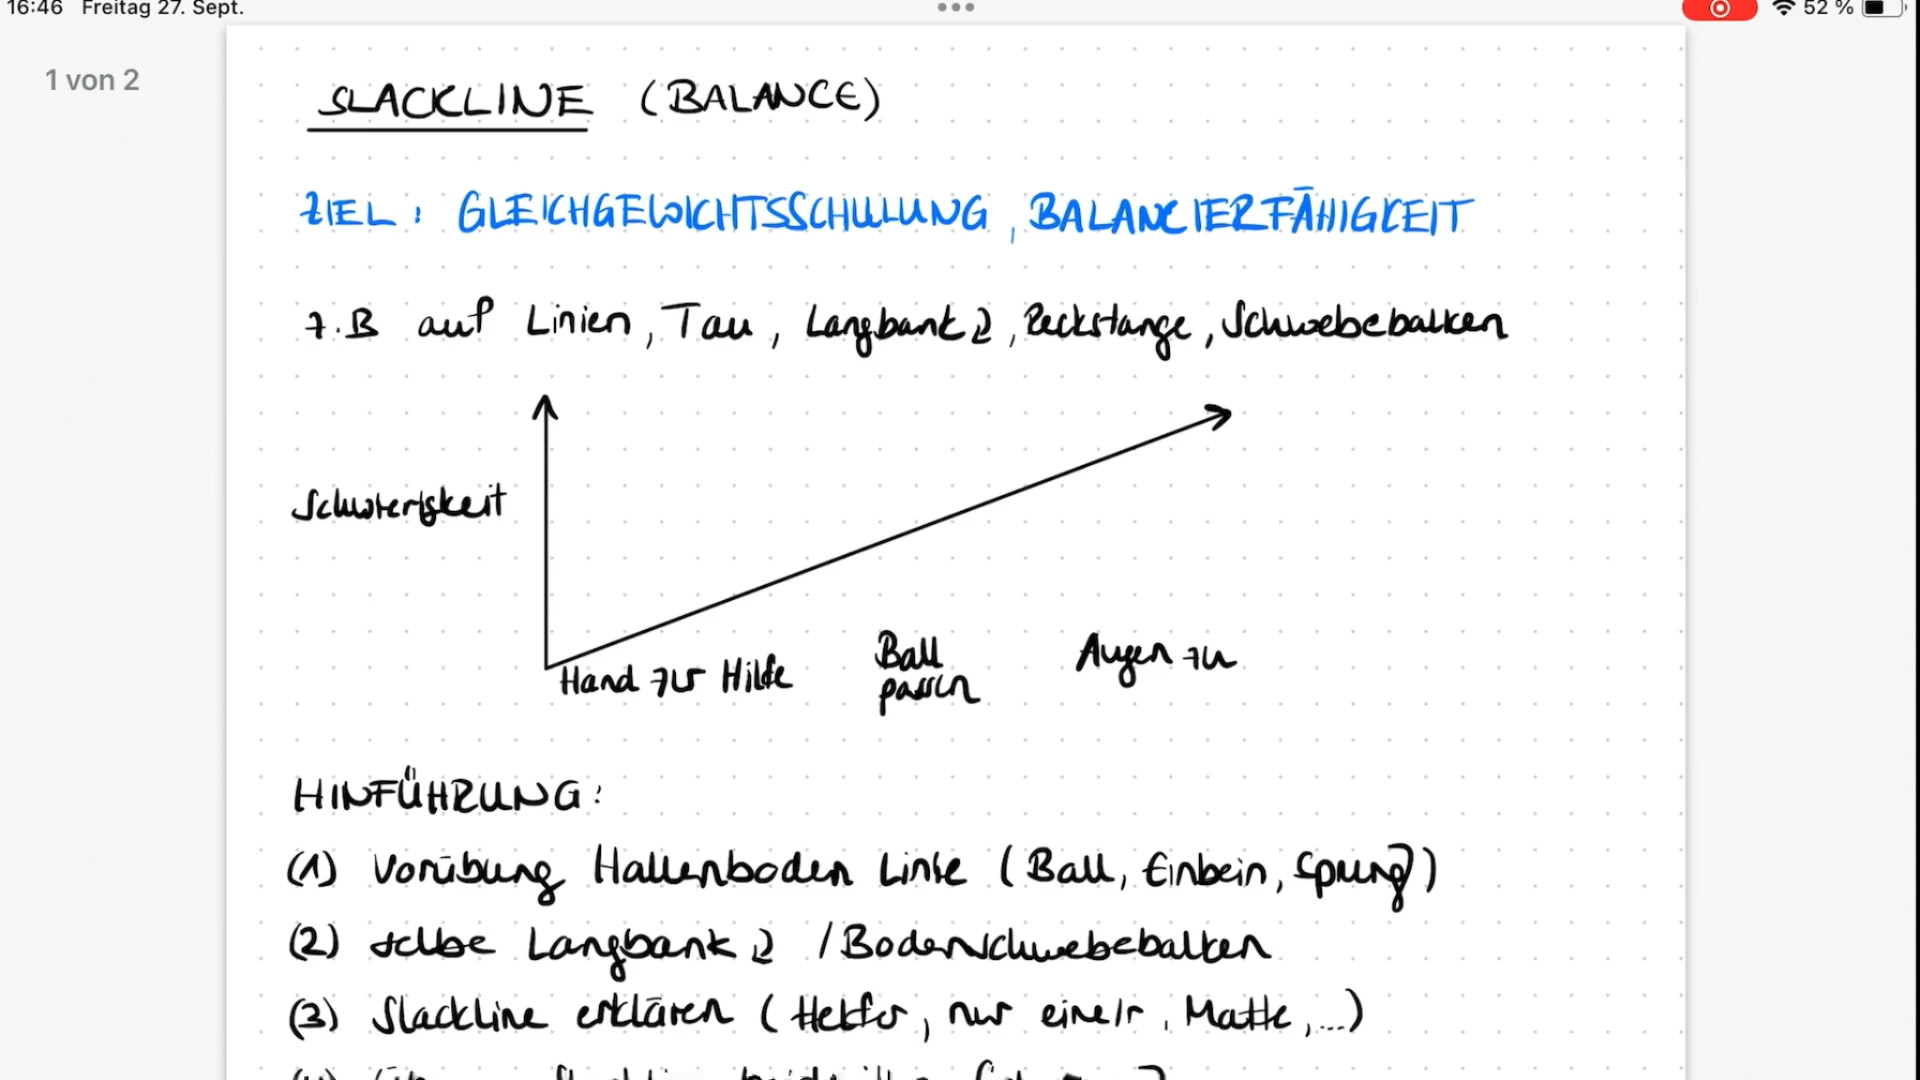 16:46 Freitag 27. Sept.
52 %
1 von 2
SLACKLINE (BALANCE)
ZIEL: GLEICHGEWICHTSSCHULUNG, BALANCIERFÄHIGKEIT
z.B auf Linien, Tau, Langbank, Reckstange, Schwebebalken
Schwierigkeit
Hand zur Hilfe
Ball
passen
Augen zu
HINFÜHRUNG:
(1) Vorübung Hallenboden Linie (Ball, Einbein, Sprung)
(2) selbe Langbank /Bodenschwebebalken
(3) Slackline erklären (Helfer, nur eine/r, Matte,...)